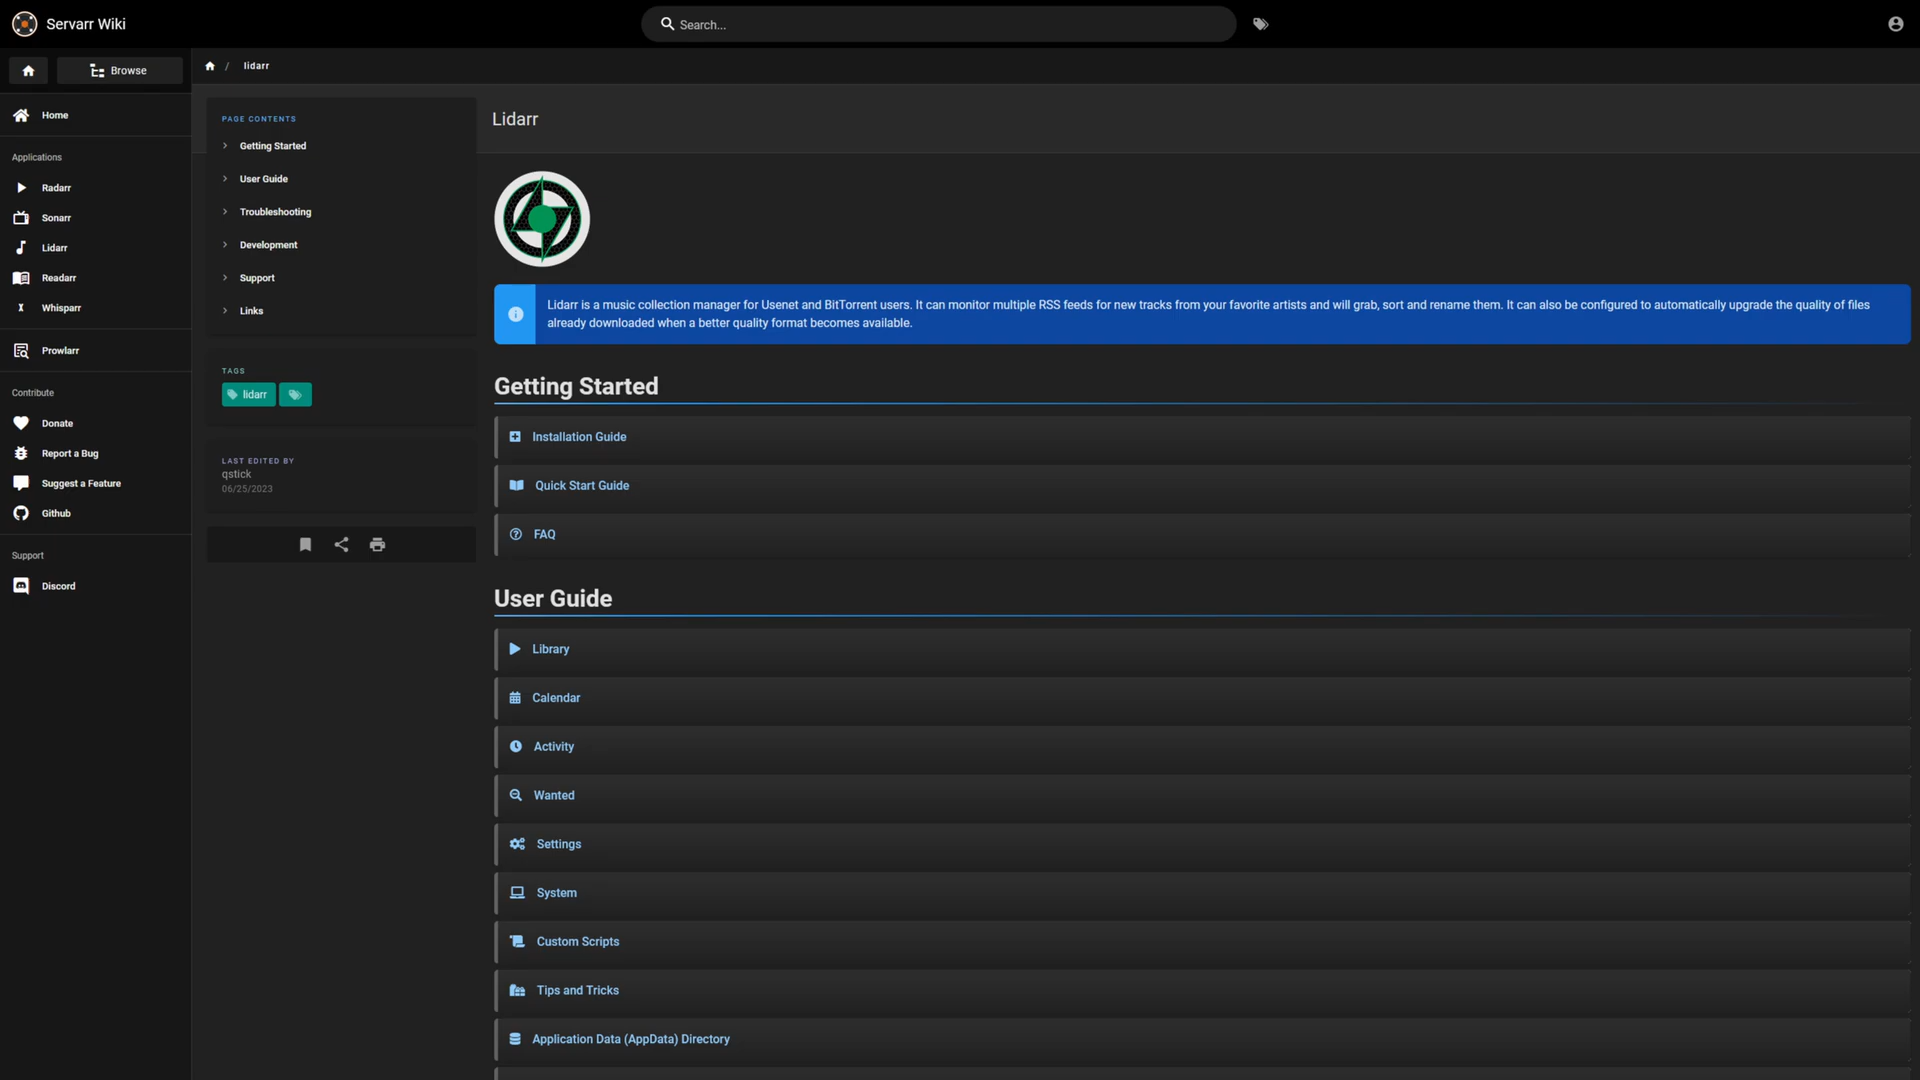 Servarr Wiki
Search...
Browse
/ lidarr
Home
Applications
Radarr
Sonarr
Lidarr
Readarr
Whisparr
Prowlarr
Contribute
Donate
Report a Bug
Suggest a Feature
Github
Support
Discord
PAGE CONTENTS
Getting Started
User Guide
Troubleshooting
Development
Support
Links
TAGS
lidarr
LAST EDITED BY
qstick
06/25/2023
Lidarr
Lidarr is a music collection manager for Usenet and BitTorrent users. It can monitor multiple RSS feeds for new tracks from your favorite artists and will grab, sort and rename them. It can also be configured to automatically upgrade the quality of files
already downloaded when a better quality format becomes available.
Getting Started
Installation Guide
Quick Start Guide
FAQ
User Guide
Library
Calendar
Activity
Wanted
Settings
System
Custom Scripts
Tips and Tricks
Application Data (AppData) Directory